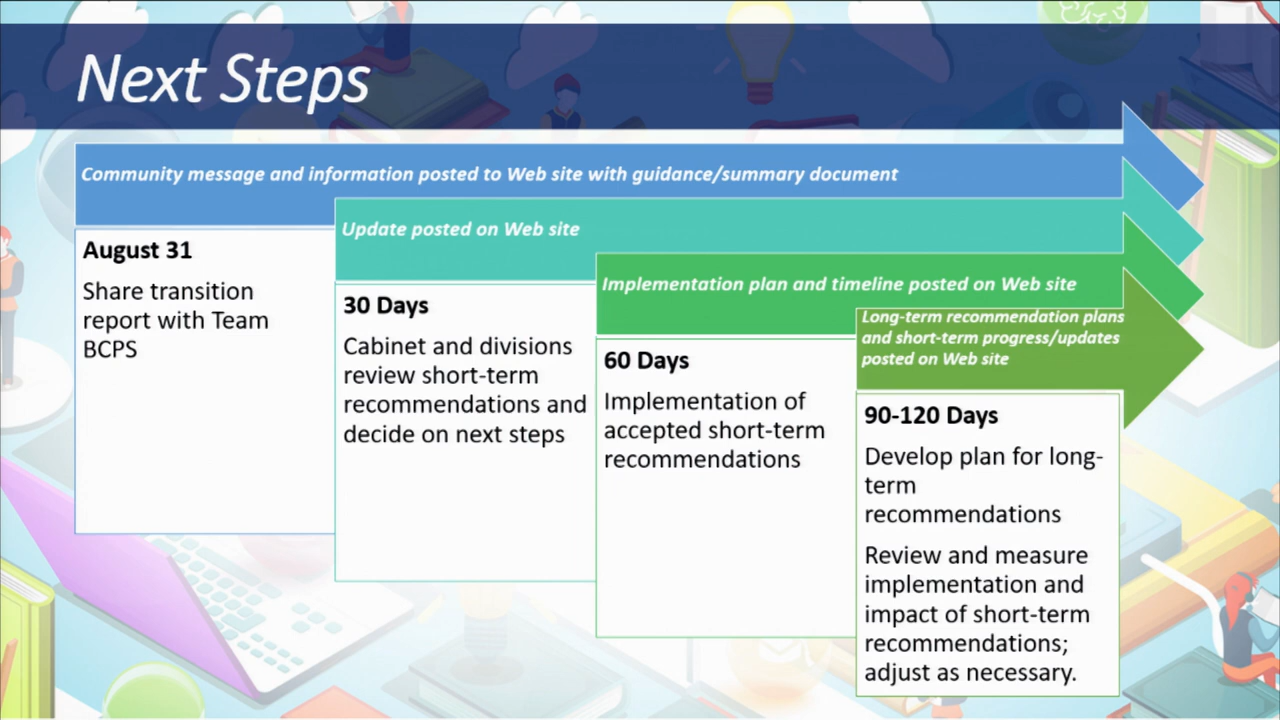 Next Steps
Community message and information posted to Web site with guidance/summary document
August 31
Share transition
report with Team
BCPS
Update posted on Web site
30 Days
Cabinet and divisions
review short-term
recommendations and
decide on next steps
Implementation plan and timeline posted on Web site
60 Days
Implementation of
accepted short-term
recommendations
Long-term recommendation plans
and short-term progress/updates
posted on Web site
90-120 Days
Develop plan for long-
term
recommendations
Review and measure
implementation and
impact of short-term
recommendations;
adjust as necessary.